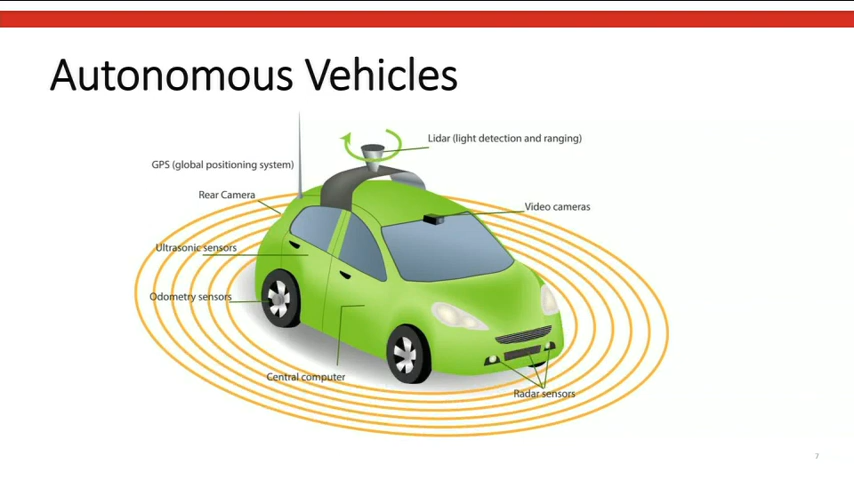 Autonomous Vehicles
Lidar (light detection and ranging)
GPS (global positioning system)
Rear Camera
Video cameras
Ultrasonic sensors
Odometry sensors
Central computer
Radar sensors
7